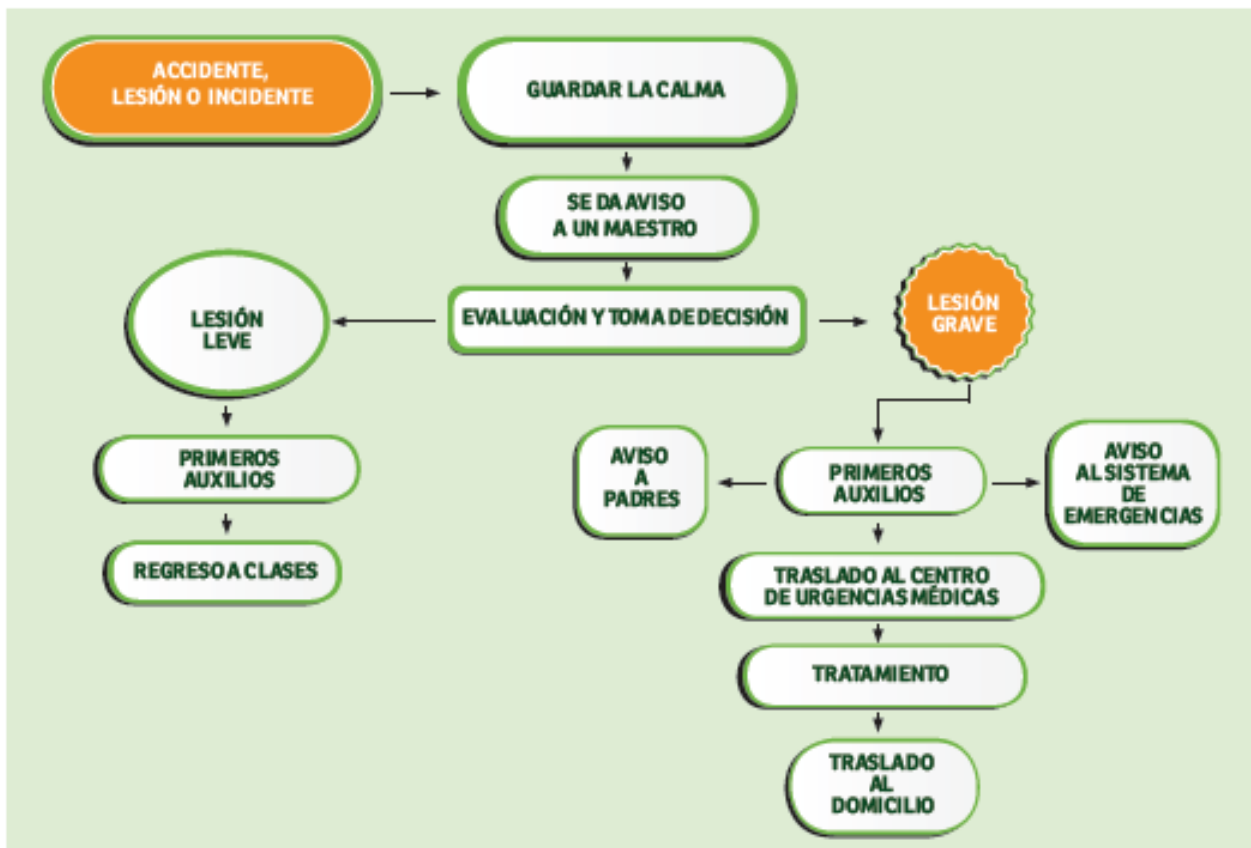 ACCIDENTE,
LESIÓN O INCIDENTE
GUARDAR LA CALMA
SE DA AVISO
A UN MAESTRO
EVALUACIÓN Y TOMA DE DECISIÓN
LESIÓN
LEVE
PRIMEROS
AUXILIOS
REGRESO A CLASES
LESIÓN
GRAVE
PRIMEROS
AUXILIOS
AVISO
A
PADRES
AVISO
AL SISTEMA
DE
EMERGENCIAS
TRASLADO AL CENTRO
DE URGENCIAS MÉDICAS
TRATAMIENTO
TRASLADO
AL
DOMICILIO